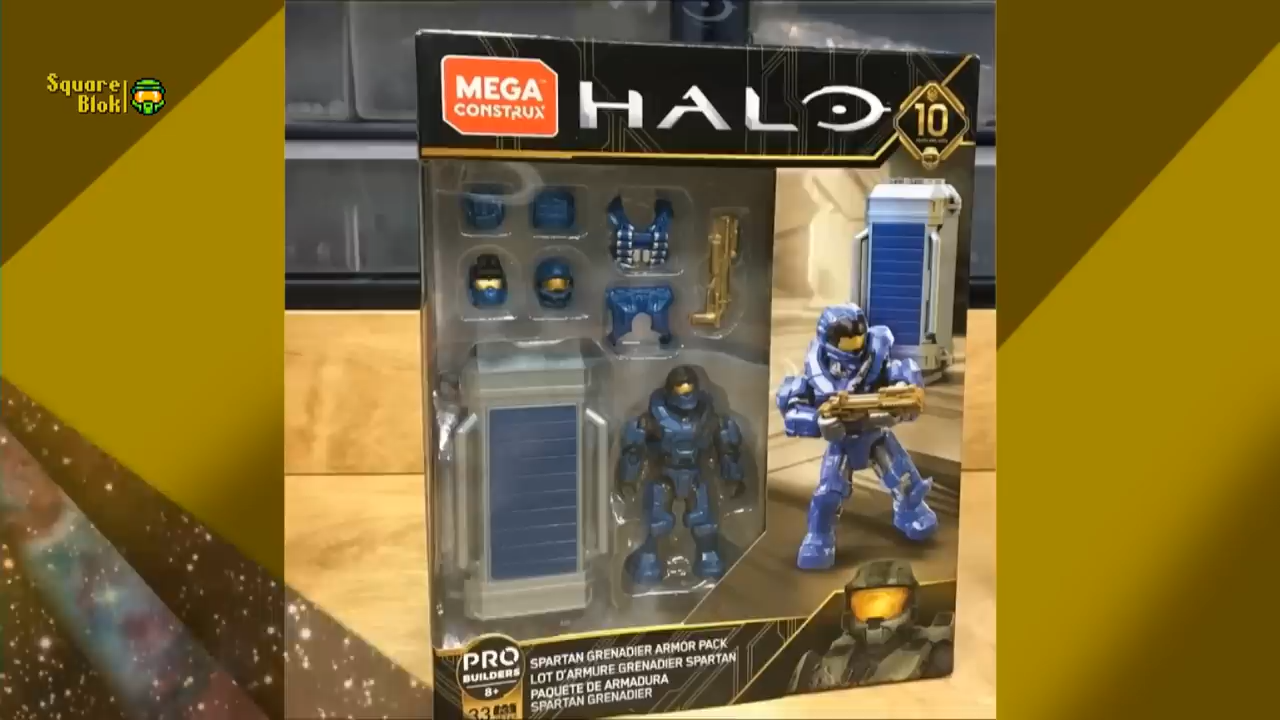 Square
Blok
MEGA
CONSTRUX
HALO
10
SPARTAN GRENADIER ARMOR PACK
LOT D'ARMURE GRENADIER SPARTAN
PAQUETE DE ARMADURA
SPARTAN GRENADIER
PRO
BUILDERS
8+
33